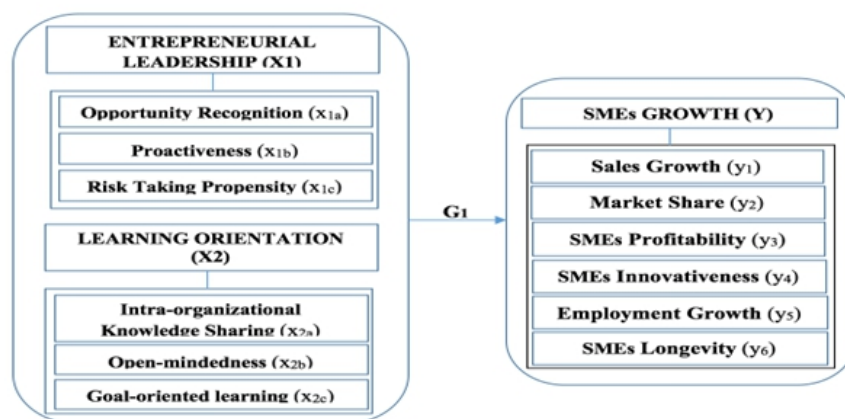 ENTREPRENEURIAL
LEADERSHIP (X1)
Opportunity Recognition (x1a)
Proactiveness (x1b)
Risk Taking Propensity (x1c)
LEARNING ORIENTATION
(X2)
Intra-organizational
Knowledge Sharing (x2a)
Open-mindedness (x2b)
Goal-oriented learning (x2c)
G1
SMEs GROWTH (Y)
Sales Growth (y1)
Market Share (y2)
SMEs Profitability (y3)
SMEs Innovativeness (y4)
Employment Growth (y5)
SMEs Longevity (y6)